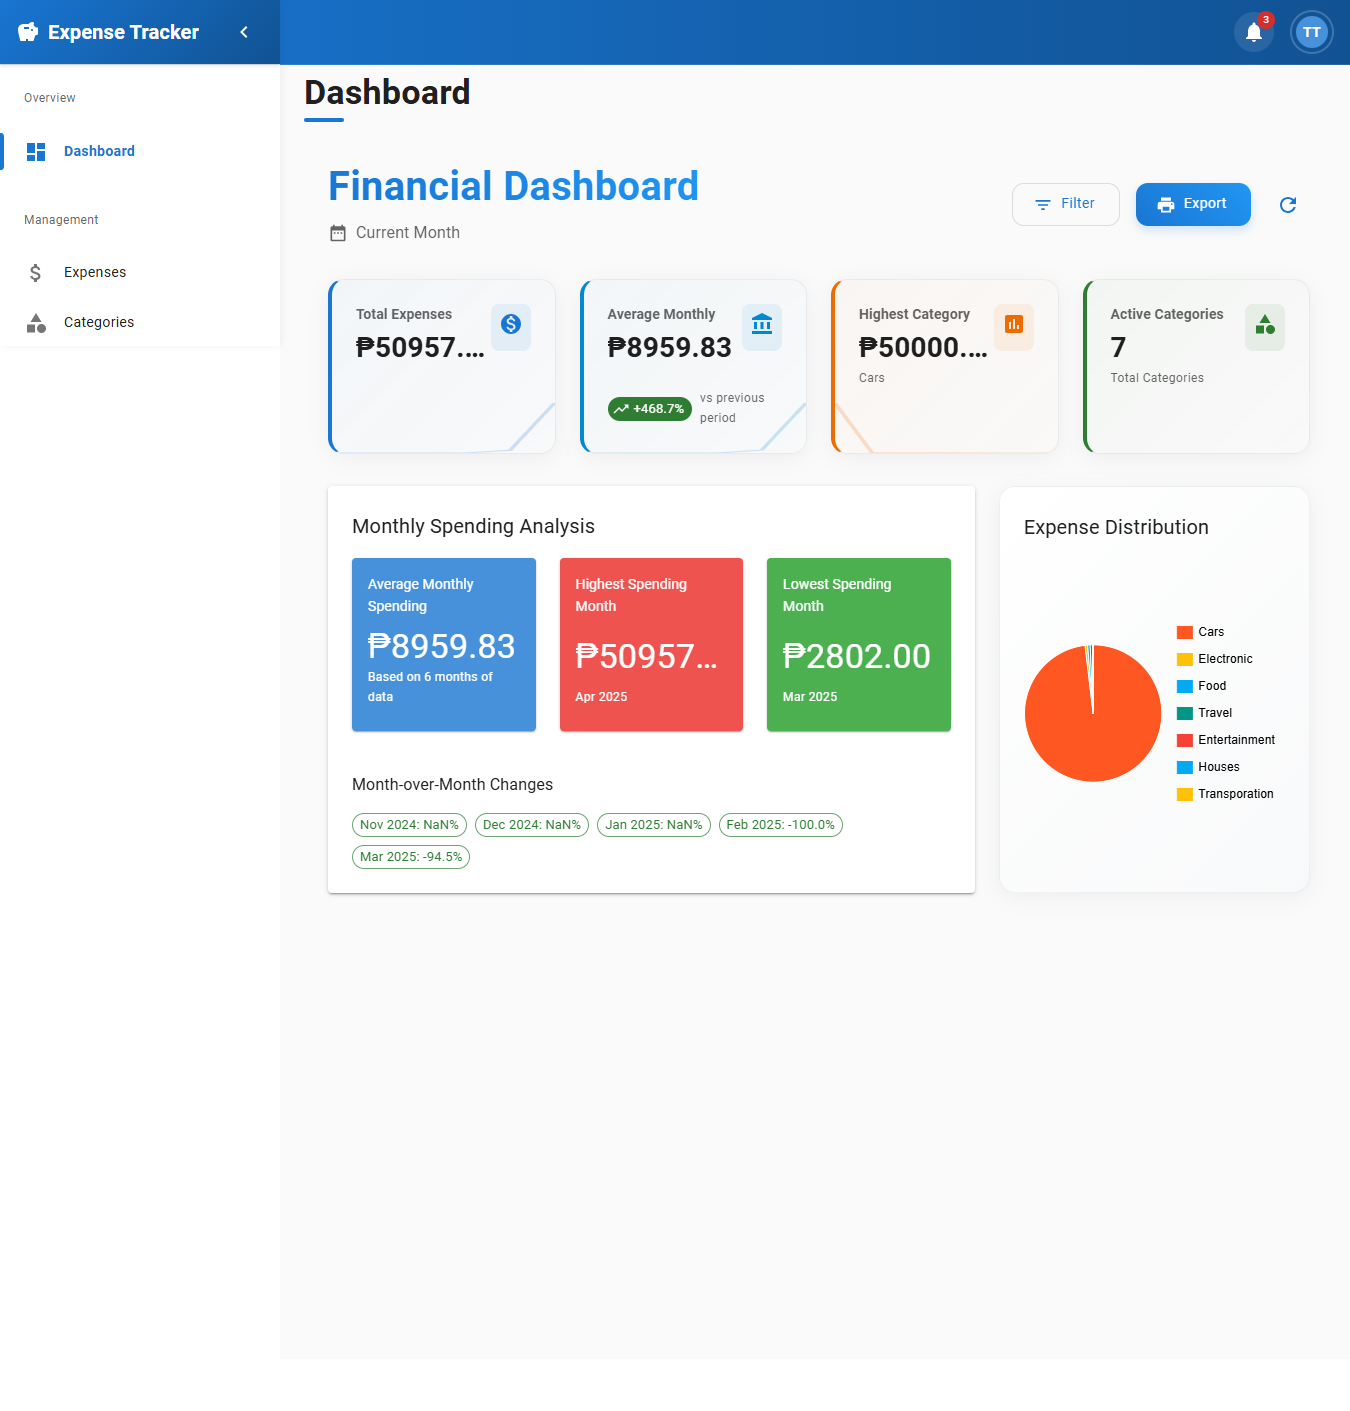 Expense Tracker
3
TT
Overview
Dashboard
Management
Expenses
Categories
Dashboard
Financial Dashboard
Current Month
Filter
Export
Total Expenses
₱50957....
Average Monthly
₱8959.83
+468.7%
vs previous
period
Highest Category
₱50000....
Cars
Active Categories
7
Total Categories
Monthly Spending Analysis
Average Monthly
Spending
₱8959.83
Based on 6 months of
data
Highest Spending
Month
₱50957...
Apr 2025
Lowest Spending
Month
₱2802.00
Mar 2025
Month-over-Month Changes
Nov 2024: NaN%
Dec 2024: NaN%
Jan 2025: NaN%
Feb 2025: -100.0%
Mar 2025: -94.5%
Expense Distribution
Cars
Electronic
Food
Travel
Entertainment
Houses
Transporation